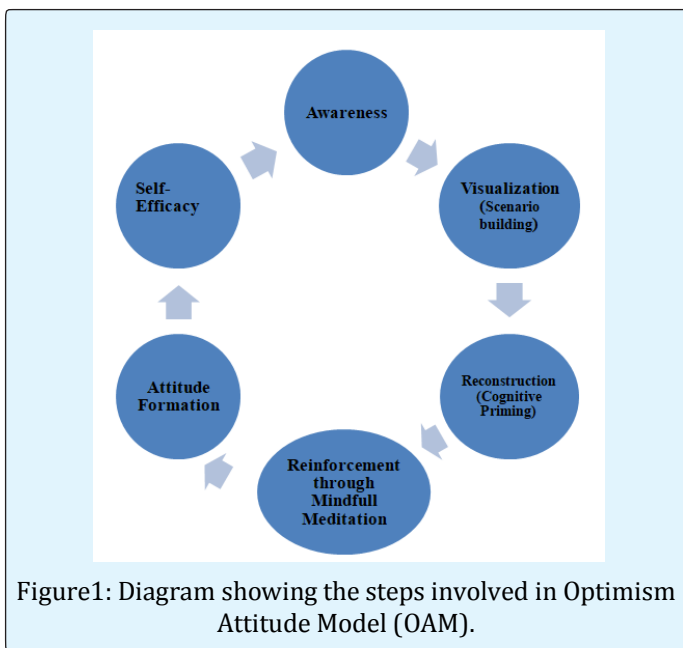 Awareness
Visualization
(Scenario
building)
Reconstruction
(Cognitive
Priming)
Reinforcement
through
Mindfull
Meditation
Attitude
Formation
Self-
Efficacy
Figure1: Diagram showing the steps involved in Optimism
Attitude Model (OAM).